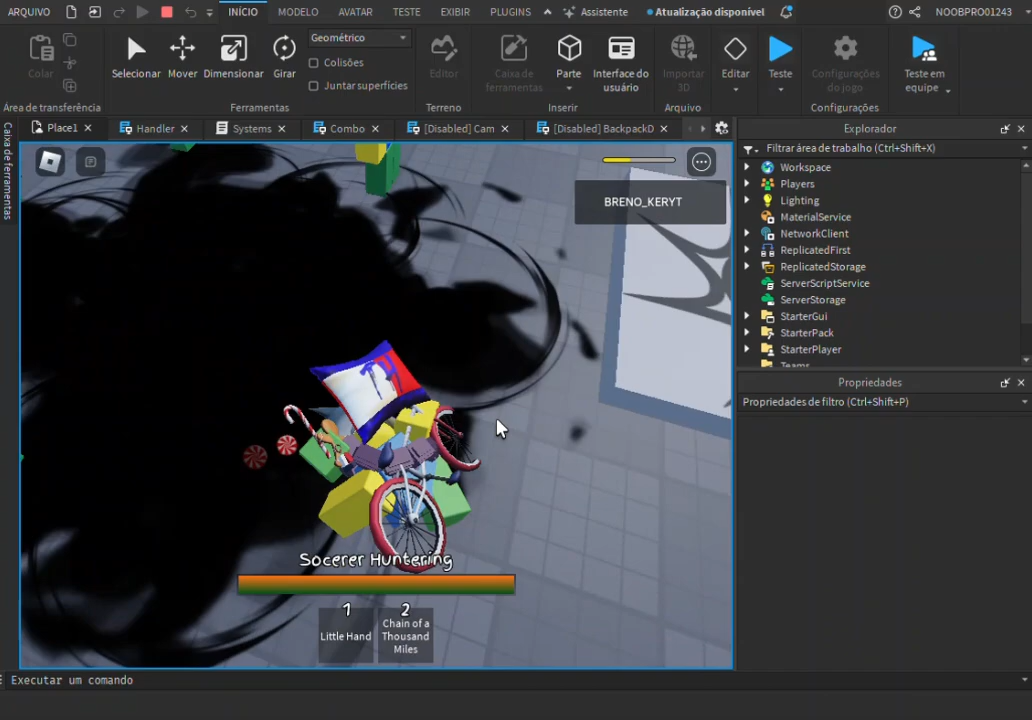 ARQUIVO
INÍCIO MODELO AVATAR TESTE EXIBIR PLUGINS Assistente Atualização disponível NOOBPRO01243
Colar
Selecionar Mover Dimensionar Girar
Geométrico
Colisões
Juntar superfícies
Editor
Caixa de ferramentas
Parte
Interface do usuário
Importar 3D
Editar
Teste
Configurações do jogo
Teste em equipe
Área de transferência Ferramentas Terreno Inserir Arquivo Configurações
Caixa de ferramentas
Place1 Handler Systems Combo [Disabled] Cam [Disabled] BackpackD
BRENO_KERYT
Socerer Huntering
1
Little Hand
2
Chain of a
Thousand
Miles
Explorador
Filtrar área de trabalho (Ctrl+Shift+X)
Workspace
Players
Lighting
MaterialService
NetworkClient
ReplicatedFirst
ReplicatedStorage
ServerScriptService
ServerStorage
StarterGui
StarterPack
StarterPlayer
Teams
Propriedades
Propriedades de filtro (Ctrl+Shift+P)
Executar um comando